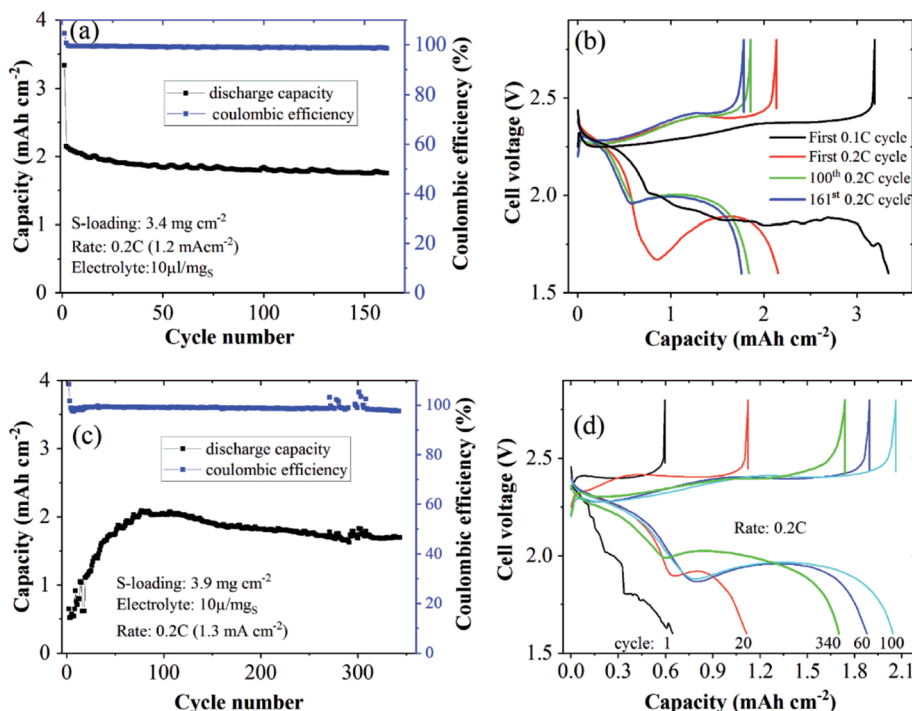 (a)
4
3
2
1
0
100
80
60
40
20
0
0
50
100
150
Capacity (mAh cm⁻²)
Coulombic efficiency (%)
discharge capacity
coulombic efficiency
S-loading: 3.4 mg cm⁻²
Rate: 0.2C (1.2 mAcm⁻²)
Electrolyte:10µl/mgS
Cycle number
(b)
2.5
2.0
1.5
0
1
2
3
Cell voltage (V)
First 0.1C cycle
First 0.2C cycle
100th 0.2C cycle
161st 0.2C cycle
Capacity (mAh cm⁻²)
(c)
4
3
2
1
0
100
80
60
40
20
0
0
100
200
300
Capacity (mAh cm⁻²)
Coulombic efficiency (%)
discharge capacity
coulombic efficiency
S-loading: 3.9 mg cm⁻²
Electrolyte: 10µ/mgS
Rate: 0.2C (1.3 mA cm⁻²)
Cycle number
(d)
2.5
2.0
1.5
0.0
0.3
0.6
0.9
1.2
1.5
1.8
2.1
Cell voltage (V)
Rate: 0.2C
cycle: 1 20 340 60 100
Capacity (mAh cm⁻²)